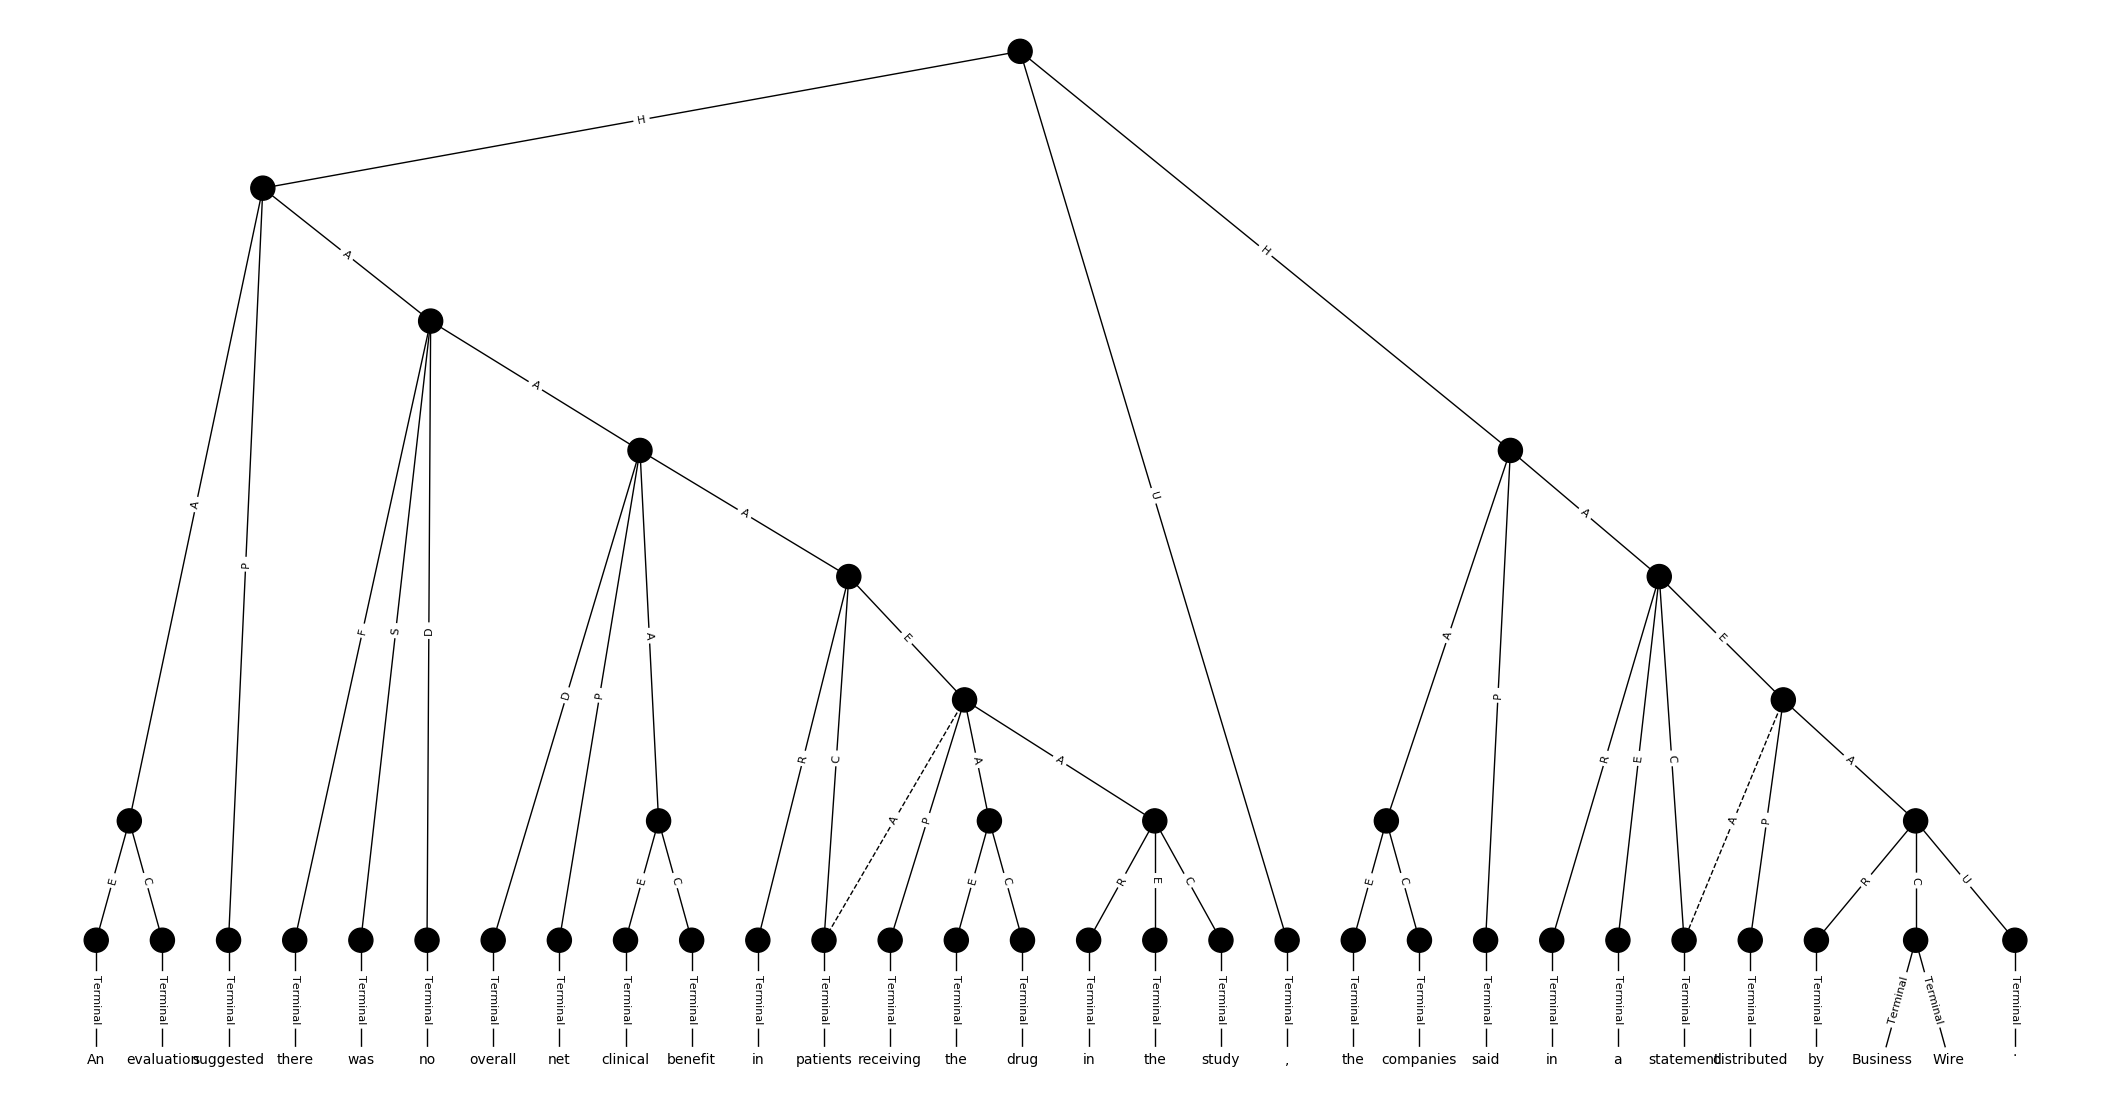 H
A
A
H
A
A
U
A
A
A
P
F
S
D
A
E
A
E
D
P
P
R
C
A
A
R
E
C
A
A
P
A
P
E
C
E
C
E
C
R
E
C
E
C
R
C
U
Terminal Terminal Terminal Terminal Terminal Terminal Terminal Terminal Terminal Terminal Terminal Terminal Terminal Terminal Terminal Terminal Terminal Terminal Terminal Terminal Terminal Terminal Terminal Terminal Terminal Terminal Terminal Terminal Terminal Terminal
An evaluation suggested there was no overall net clinical benefit in patients receiving the drug in the study , the companies said in a statement distributed by Business Wire .